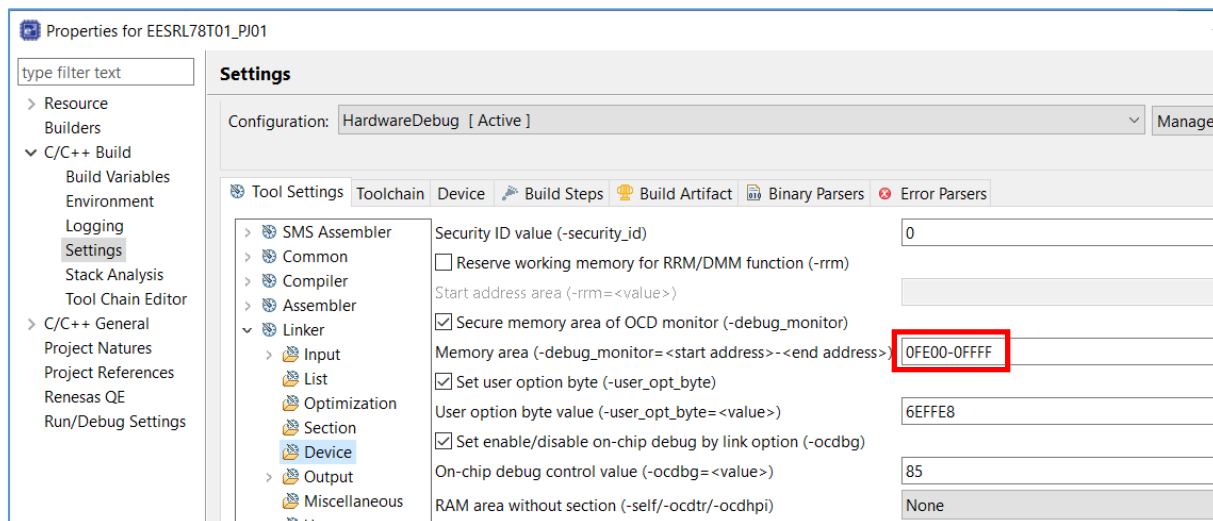 Properties for EESRL78T01_PJ01
type filter text
Resource
Builders
C/C++ Build
Build Variables
Environment
Logging
Settings
Stack Analysis
Tool Chain Editor
C/C++ General
Project Natures
Project References
Renesas QE
Run/Debug Settings
Settings
Configuration: HardwareDebug [ Active ] Manage
Tool Settings Toolchain Device Build Steps Build Artifact Binary Parsers Error Parsers
SMS Assembler
Common
Compiler
Assembler
Linker
Input
List
Optimization
Section
Device
Output
Miscellaneous
Security ID value (-security_id) 0
Reserve working memory for RRM/DMM function (-rrm)
Start address area (-rrm=<value>)
Secure memory area of OCD monitor (-debug_monitor)
Memory area (-debug_monitor=<start address>-<end address>) 0FE00-0FFFF
Set user option byte (-user_opt_byte)
User option byte value (-user_opt_byte=<value>) 6EFFE8
Set enable/disable on-chip debug by link option (-ocdbg)
On-chip debug control value (-ocdbg=<value>) 85
RAM area without section (-self/-ocdtr/-ocdhpi) None